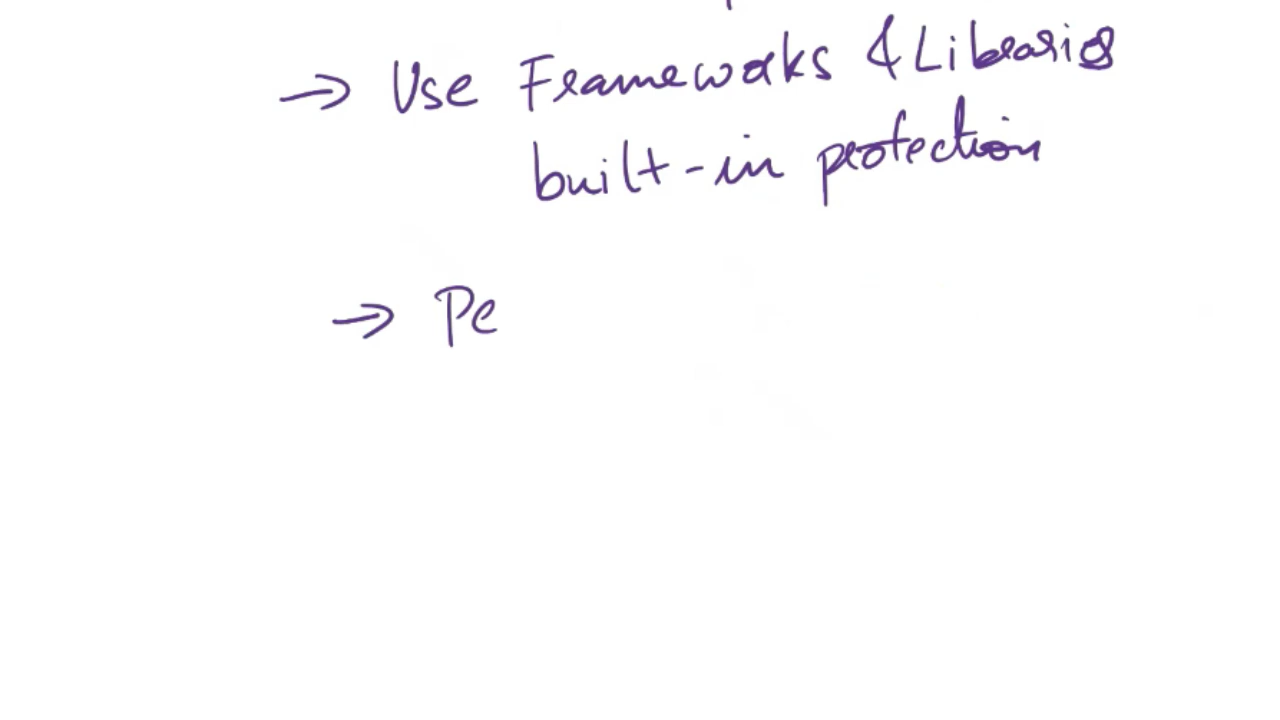 → Use Frameworks & Libraries
built-in protection
→ Pe